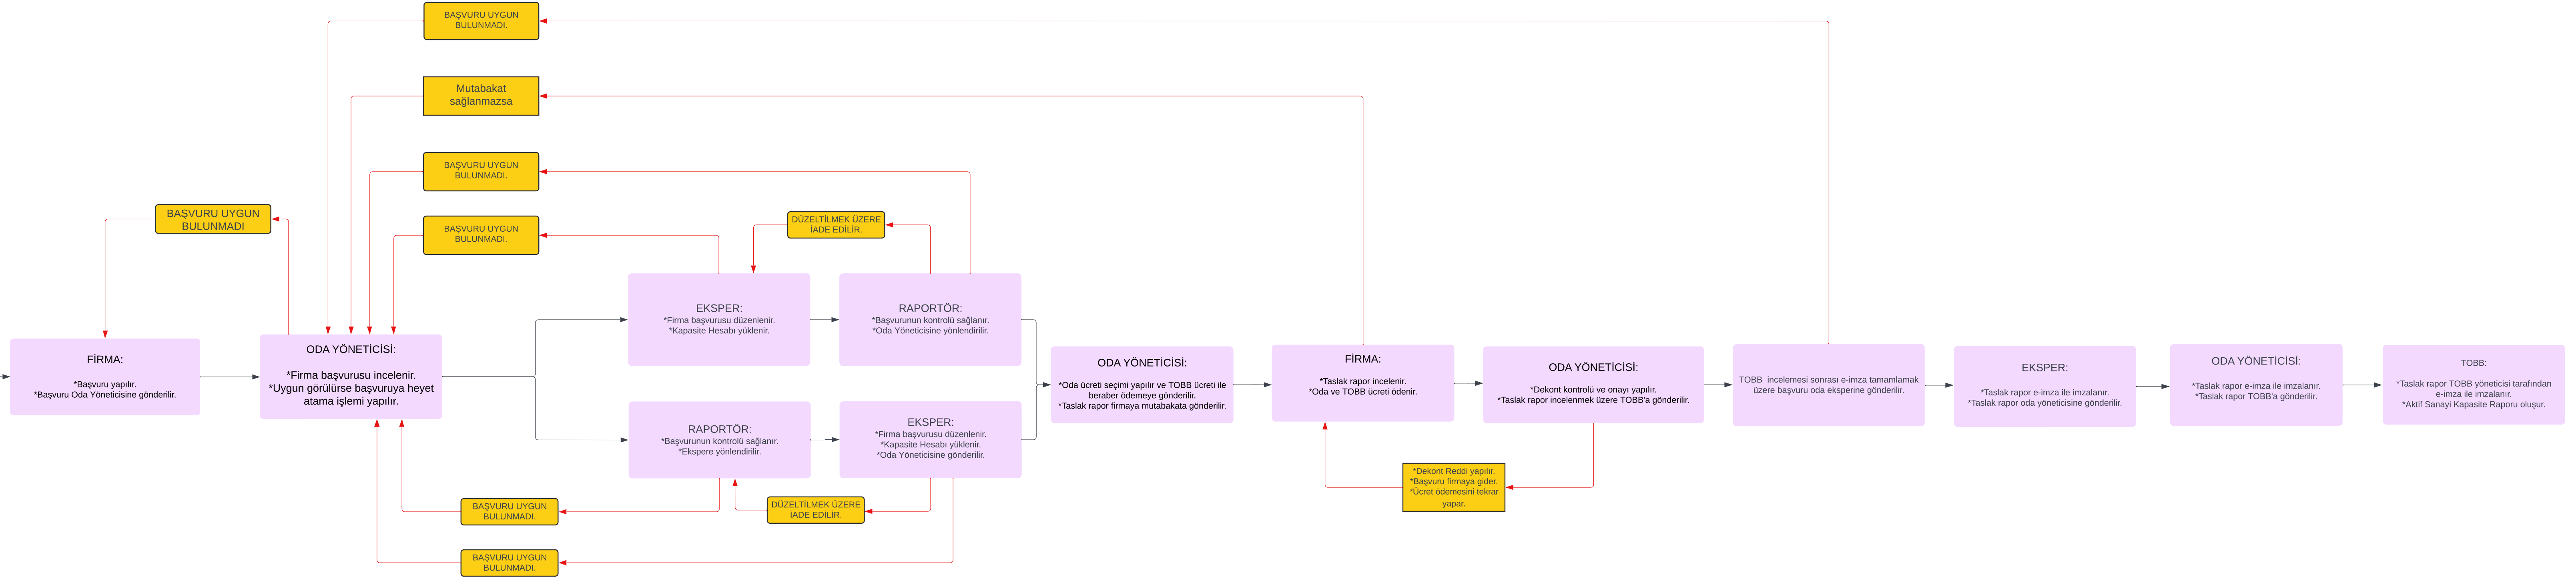 BAŞVURU UYGUN
BULUNMADI.
Mutabakat
sağlanmazsa
BAŞVURU UYGUN
BULUNMADI.
BAŞVURU UYGUN
BULUNMADI
BAŞVURU UYGUN
BULUNMADI.
DÜZELTİLMEK ÜZERE
İADE EDİLİR.
FİRMA:
*Başvuru yapılır.
*Başvuru Oda Yöneticisine gönderilir.
ODA YÖNETİCİSİ:
*Firma başvurusu incelenir.
*Uygun görülürse başvuruya heyet
atama işlemi yapılır.
EKSPER:
*Firma başvurusu düzenlenir.
*Kapasite Hesabı yüklenir.
RAPORTÖR:
*Başvurunun kontrolü sağlanır.
*Oda Yöneticisine yönlendirilir.
RAPORTÖR:
*Başvurunun kontrolü sağlanır.
*Ekspere yönlendirilir.
EKSPER:
*Firma başvurusu düzenlenir.
*Kapasite Hesabı yüklenir.
*Oda Yöneticisine gönderilir.
DÜZELTİLMEK ÜZERE
İADE EDİLİR.
BAŞVURU UYGUN
BULUNMADI.
BAŞVURU UYGUN
BULUNMADI.
ODA YÖNETİCİSİ:
*Oda ücreti seçimi yapılır ve TOBB ücreti ile
beraber ödemeye gönderilir.
*Taslak rapor firmaya mutabakata gönderilir.
FİRMA:
*Taslak rapor incelenir.
*Oda ve TOBB ücreti ödenir.
ODA YÖNETİCİSİ:
*Dekont kontrolü ve onayı yapılır.
*Taslak rapor incelenmek üzere TOBB'a gönderilir.
*Dekont Reddi yapılır.
*Başvuru firmaya gider.
*Ücret ödemesini tekrar
yapar.
TOBB incelemesi sonrası e-imza tamamlamak
üzere başvuru oda eksperine gönderilir.
EKSPER:
*Taslak rapor e-imza ile imzalanır.
*Taslak rapor oda yöneticisine gönderilir.
ODA YÖNETİCİSİ:
*Taslak rapor e-imza ile imzalanır.
*Taslak rapor TOBB'a gönderilir.
TOBB:
*Taslak rapor TOBB yöneticisi tarafından
e-imza ile imzalanır.
*Aktif Sanayi Kapasite Raporu oluşur.